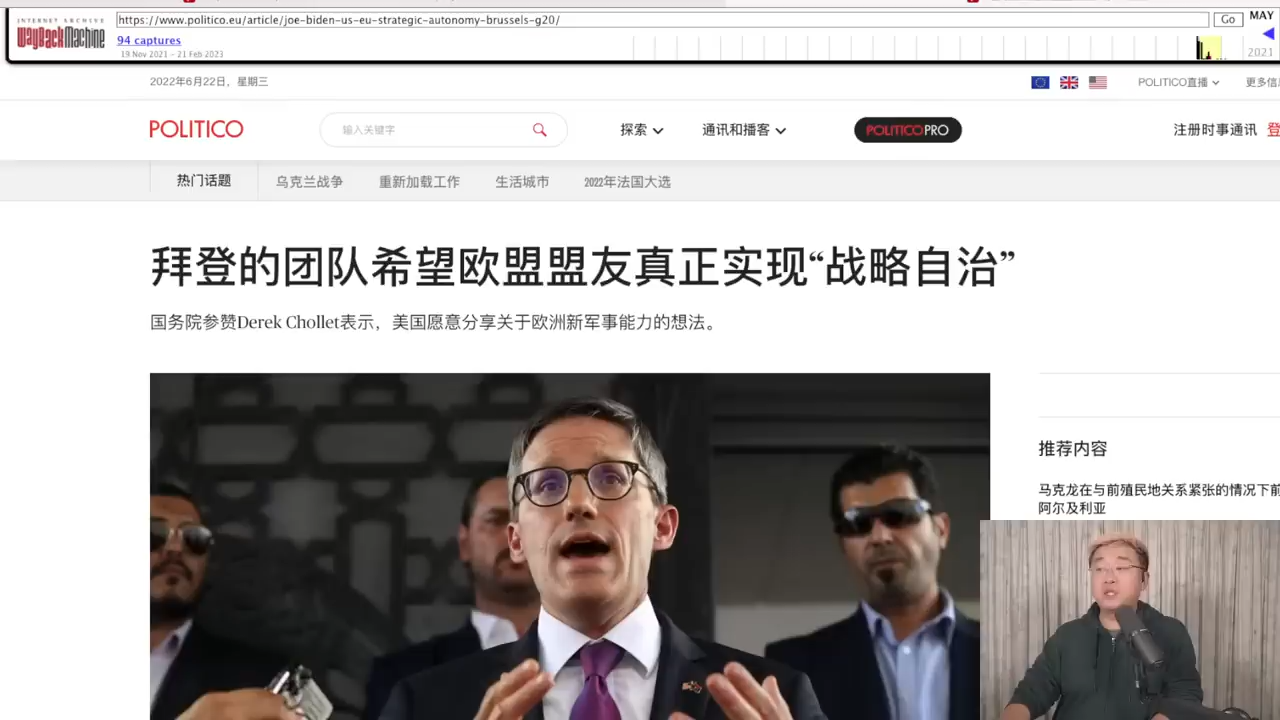 INTERNET ARCHIVE
WayBackMachine
https://www.politico.eu/article/joe-biden-us-eu-strategic-autonomy-brussels-g20/
Go
MAY
94 captures
19 Nov 2021 – 21 Feb 2023
2021
2022年6月22日，星期三
POLITICO直播
更多信息
POLITICO
输入关键字
探索
通讯和播客
POLITICO PRO
注册时事通讯
登
热门话题
乌克兰战争
重新加载工作
生活城市
2022年法国大选
拜登的团队希望欧盟盟友真正实现“战略自治”
国务院参赞Derek Chollet表示，美国愿意分享关于欧洲新军事能力的想法。
推荐内容
马克龙在与前殖民地关系紧张的情况下前
阿尔及利亚